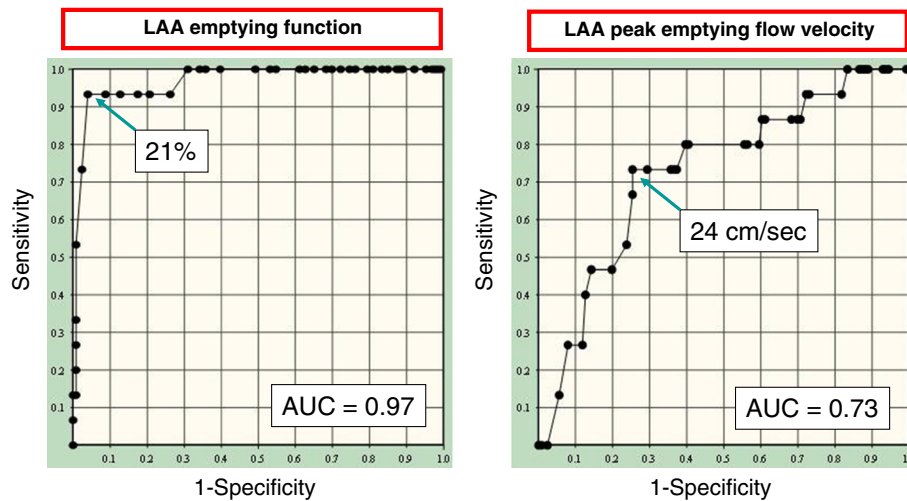 LAA emptying function
1.0
0.9
0.8
0.7
0.6
0.5
0.4
0.3
0.2
0.1
0.1 0.2 0.3 0.4 0.5 0.6 0.7 0.8 0.9 1.0
Sensitivity
1-Specificity
21%
AUC = 0.97
LAA peak emptying flow velocity
1.0
0.9
0.8
0.7
0.6
0.5
0.4
0.3
0.2
0.1
0.1 0.2 0.3 0.4 0.5 0.6 0.7 0.8 0.9 1.0
Sensitivity
1-Specificity
24 cm/sec
AUC = 0.73